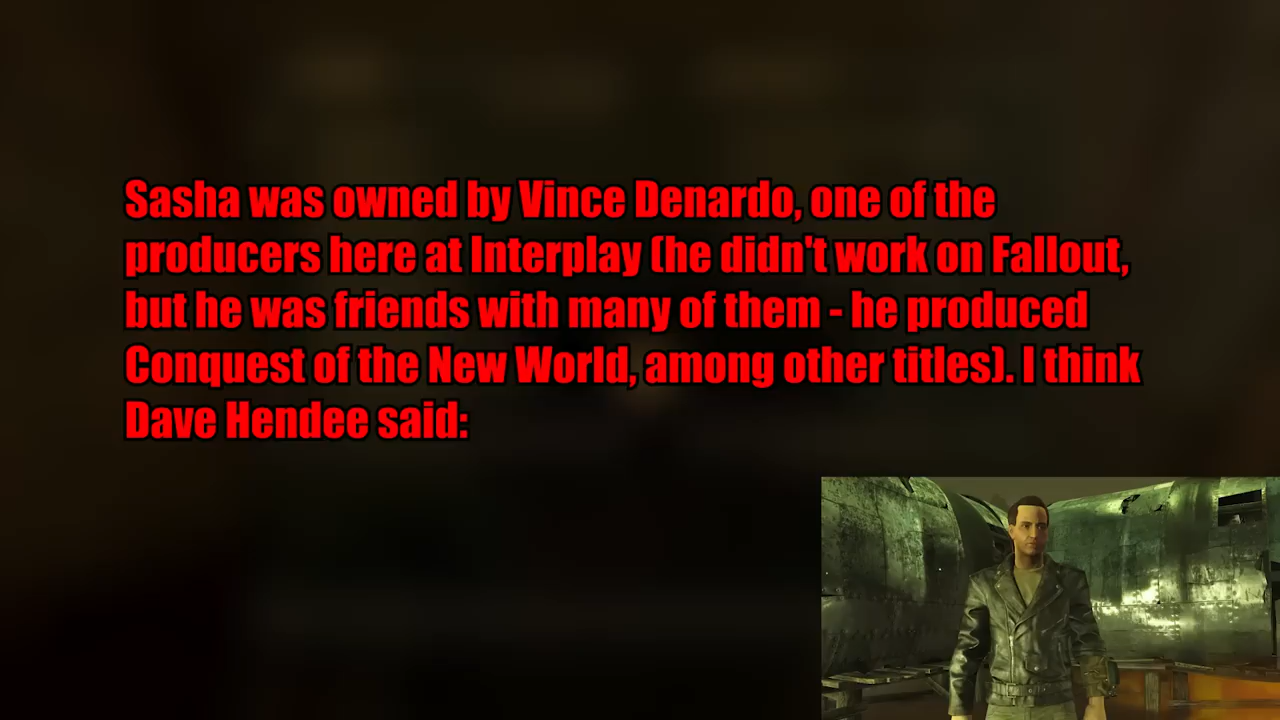 Sasha was owned by Vince Denardo, one of the
producers here at Interplay (he didn't work on Fallout,
but he was friends with many of them - he produced
Conquest of the New World, among other titles). I think
Dave Hendee said: